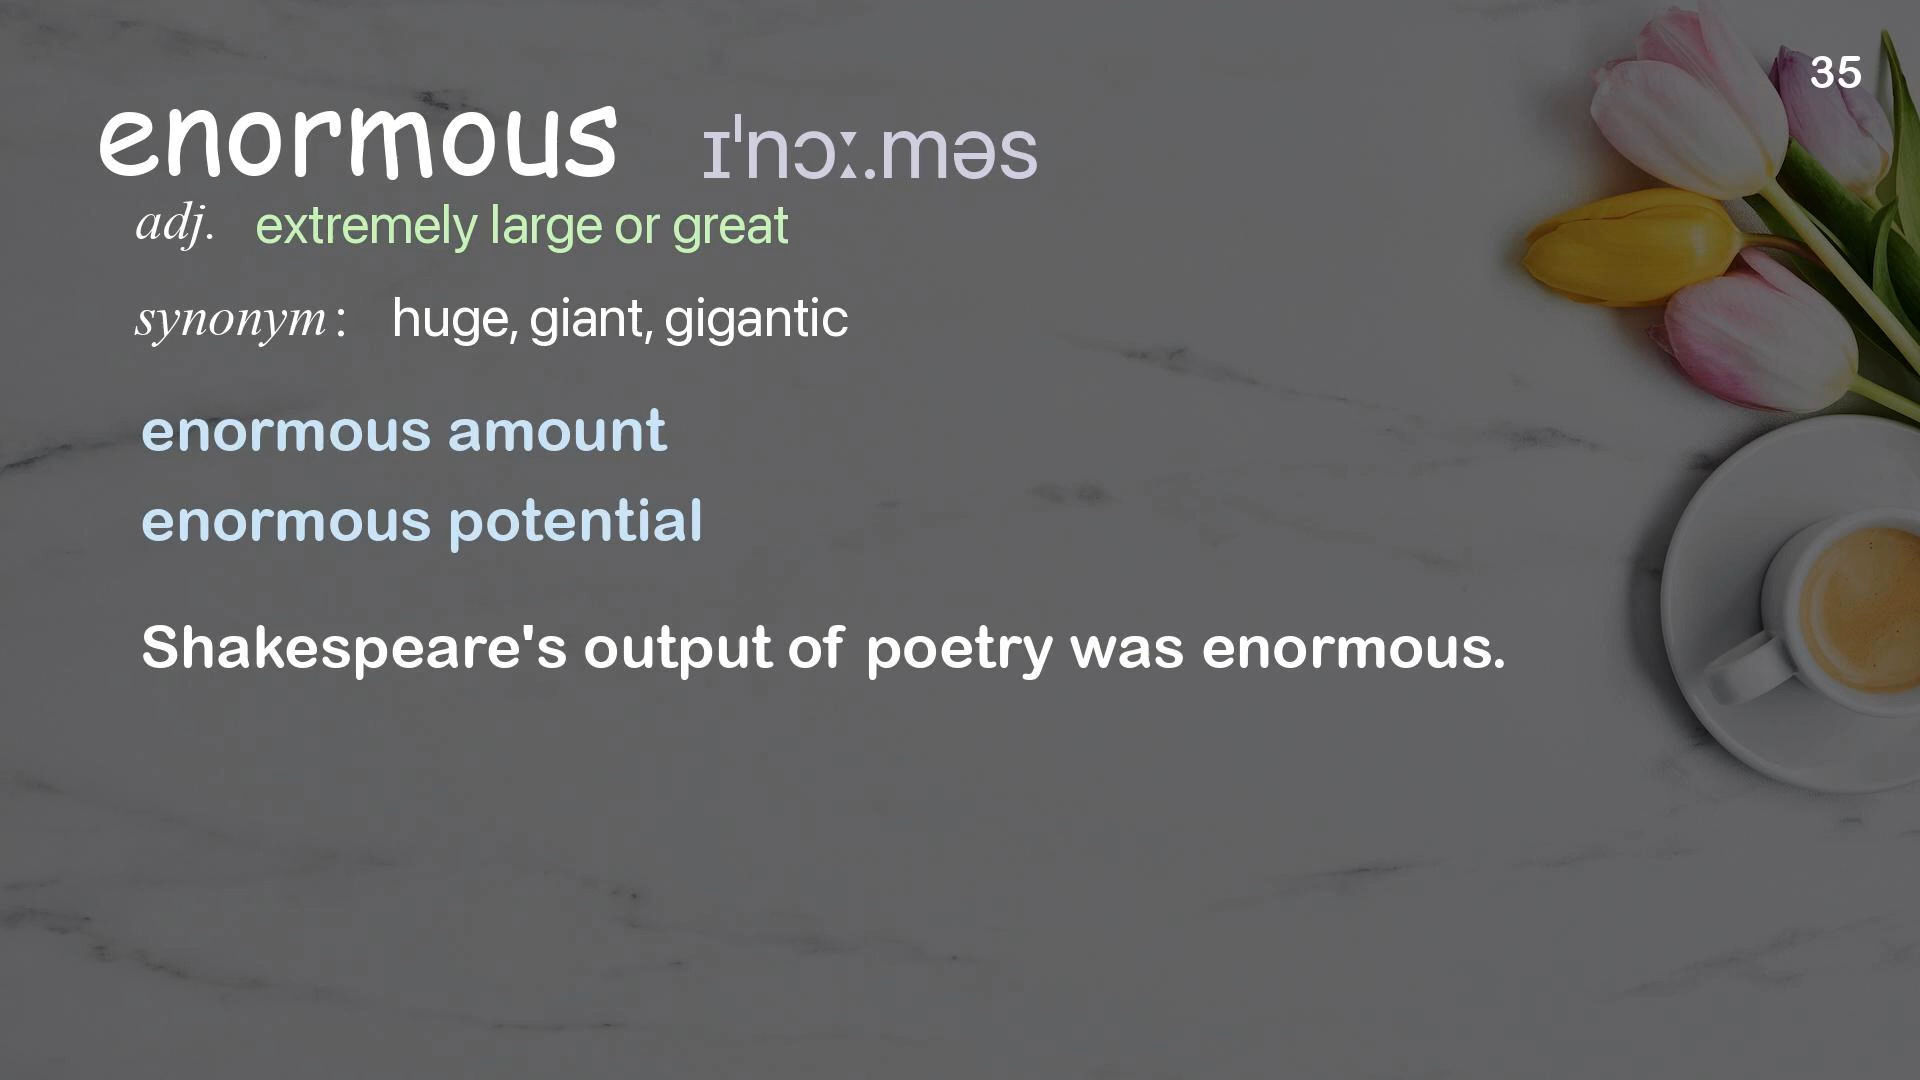 35
enormous ɪˈnɔː.məs
adj. extremely large or great
synonym: huge, giant, gigantic
enormous amount
enormous potential
Shakespeare's output of poetry was enormous.